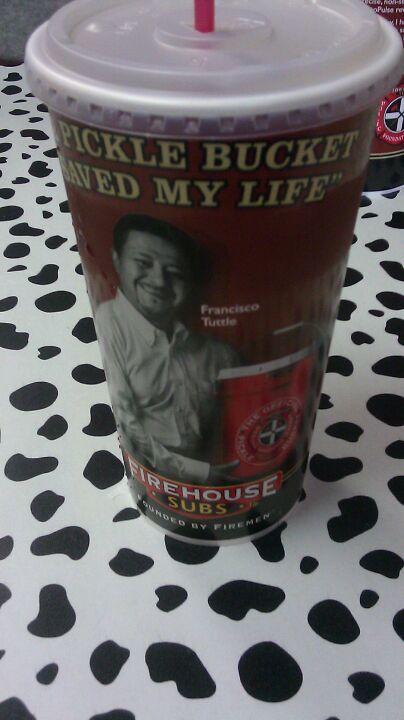 PICKLE BUCKET
SAVED MY LIFE"
Francisco
Tuttle
FIREHOUSE
SUBS
FOUNDED BY FIREMEN